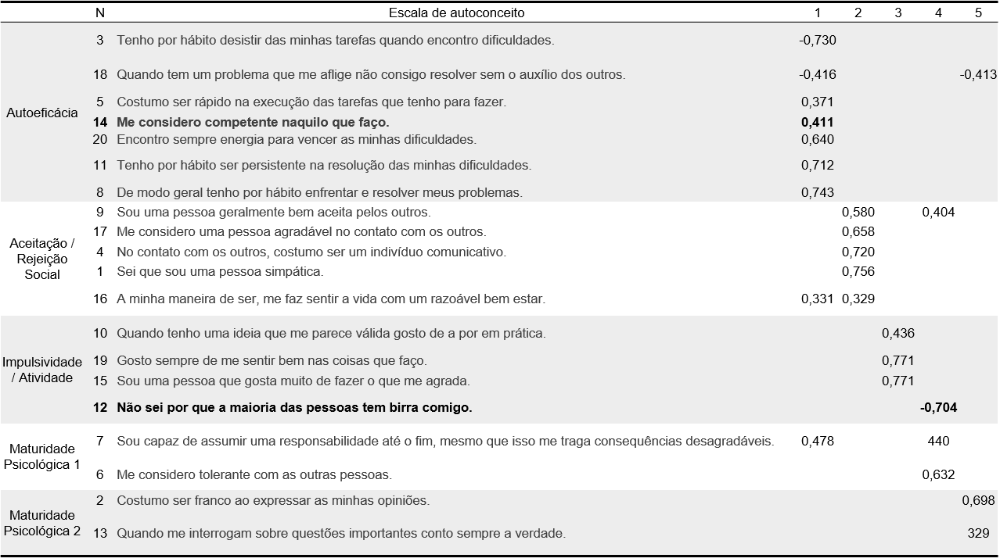 N Escala de autoconceito 1 2 3 4 5
3 Tenho por hábito desistir das minhas tarefas quando encontro dificuldades. -0,730
18 Quando tem um problema que me aflige não consigo resolver sem o auxílio dos outros. -0,416 -0,413
5 Costumo ser rápido na execução das tarefas que tenho para fazer. 0,371
Autoeficácia
14 Me considero competente naquilo que faço. 0,411
20 Encontro sempre energia para vencer as minhas dificuldades. 0,640
11 Tenho por hábito ser persistente na resolução das minhas dificuldades. 0,712
8 De modo geral tenho por hábito enfrentar e resolver meus problemas. 0,743
9 Sou uma pessoa geralmente bem aceita pelos outros. 0,580 0,404
17 Me considero uma pessoa agradável no contato com os outros. 0,658
Aceitação /
Rejeição
Social
4 No contato com os outros, costumo ser um indivíduo comunicativo. 0,720
1 Sei que sou uma pessoa simpática. 0,756
16 A minha maneira de ser, me faz sentir a vida com um razoável bem estar. 0,331 0,329
10 Quando tenho uma ideia que me parece válida gosto de a por em prática. 0,436
Impulsividade
/ Atividade
19 Gosto sempre de me sentir bem nas coisas que faço. 0,771
15 Sou uma pessoa que gosta muito de fazer o que me agrada. 0,771
12 Não sei por que a maioria das pessoas tem birra comigo. -0,704
Maturidade
Psicológica 1
7 Sou capaz de assumir uma responsabilidade até o fim, mesmo que isso me traga consequências desagradáveis. 0,478 440
6 Me considero tolerante com as outras pessoas. 0,632
Maturidade
Psicológica 2
2 Costumo ser franco ao expressar as minhas opiniões. 0,698
13 Quando me interrogam sobre questões importantes conto sempre a verdade. 329